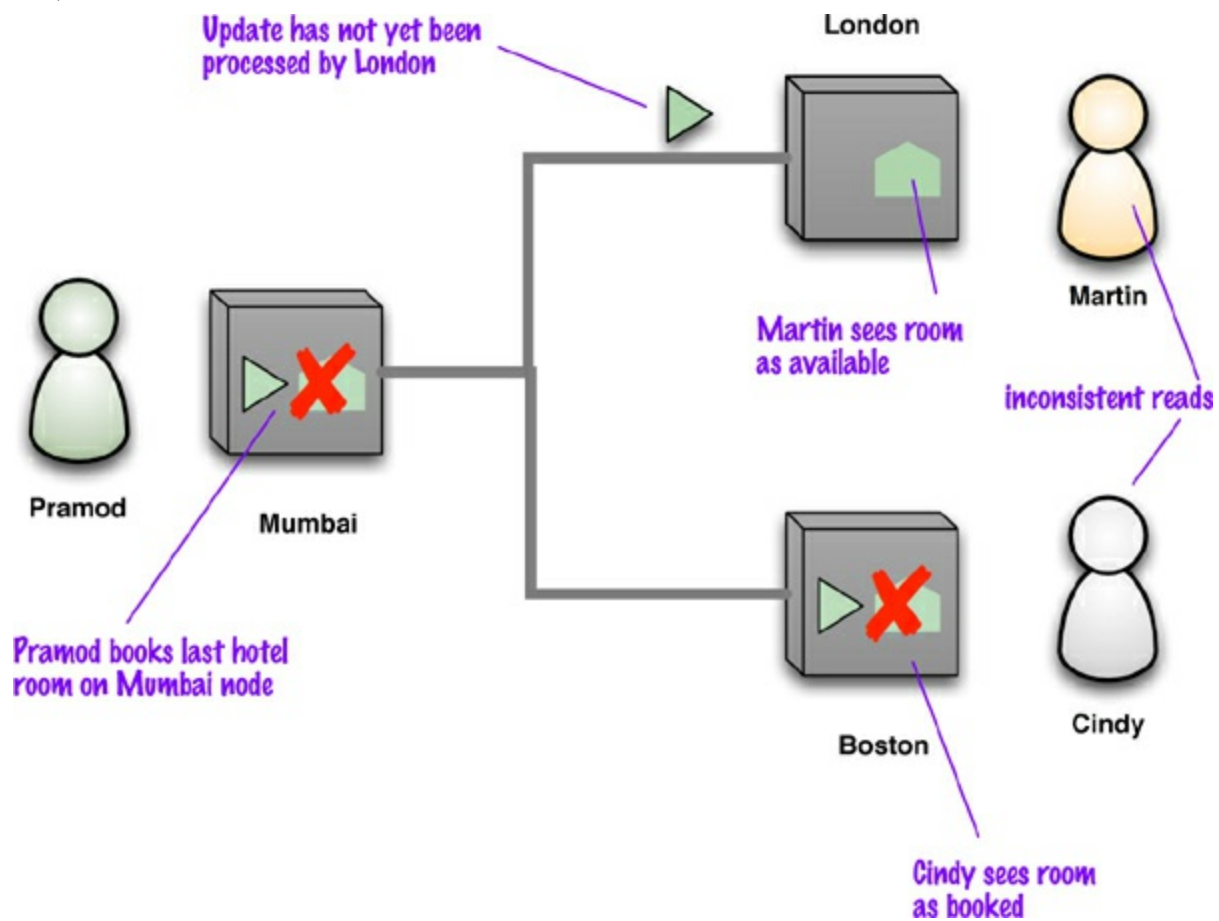 Update has not yet been
processed by London
London
Martin
Martin sees room
as available
inconsistent reads
Pramod
Mumbai
Pramod books last hotel
room on Mumbai node
Boston
Cindy
Cindy sees room
as booked